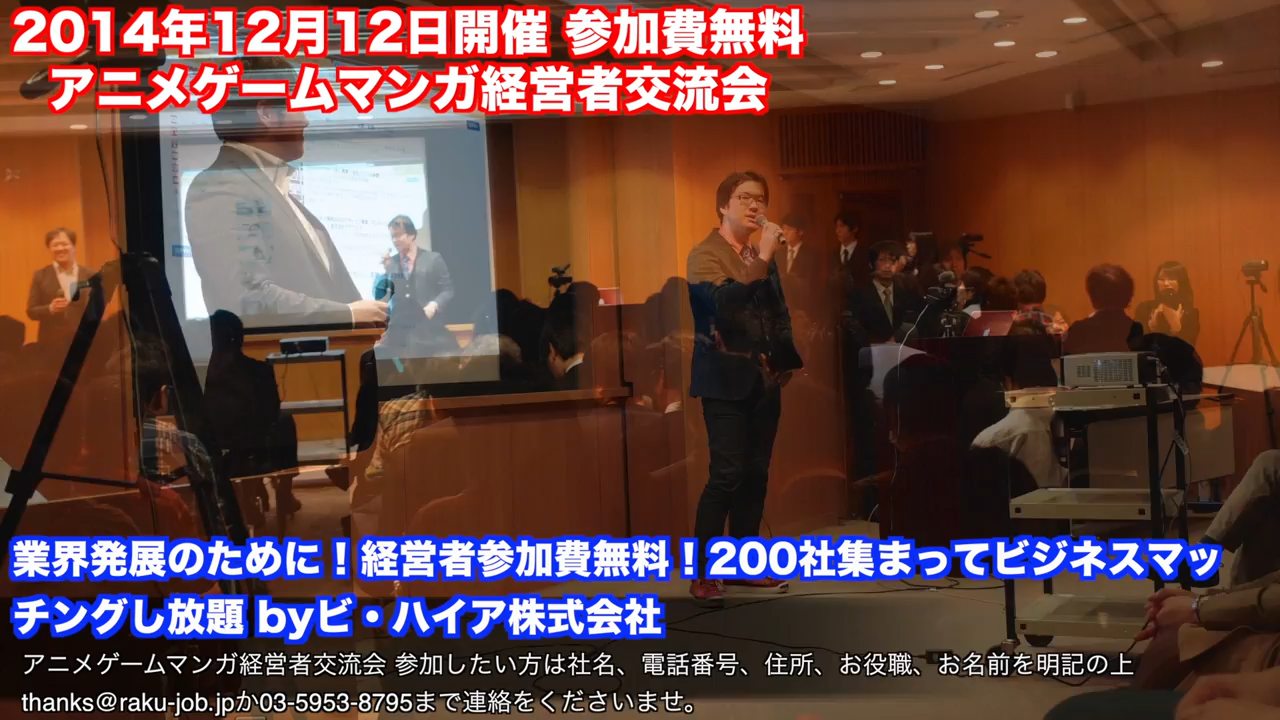 2014年12月12日開催 参加費無料
アニメゲームマンガ経営者交流会
業界発展のために！経営者参加費無料！200社集まってビジネスマッ
チングし放題 byビ・ハイア株式会社
アニメゲームマンガ経営者交流会 参加したい方は社名、電話番号、住所、お役職、お名前を明記の上
thanks@raku-job.jpか03-5953-8795まで連絡をくださいませ。